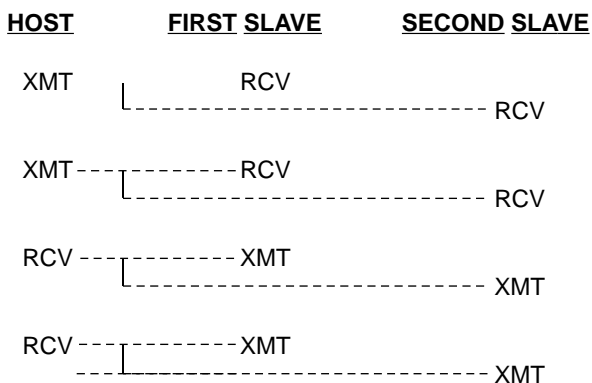 HOST FIRST SLAVE SECOND SLAVE
XMT RCV
RCV
XMT RCV
RCV
RCV XMT
XMT
RCV XMT
XMT